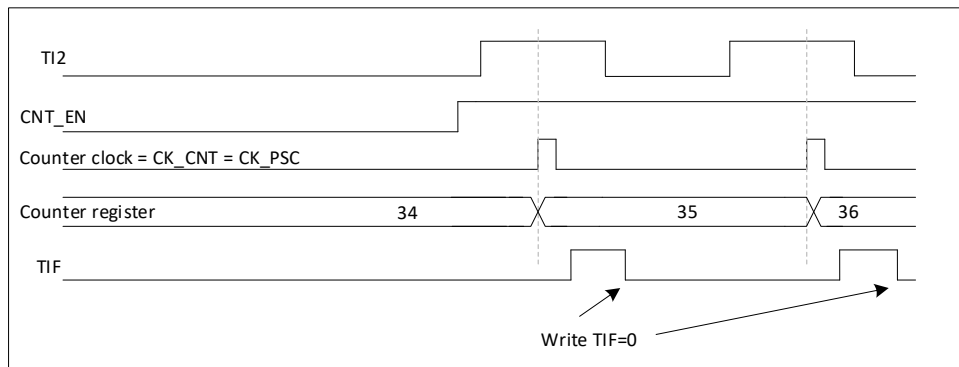 TI2
CNT_EN
Counter clock = CK_CNT = CK_PSC
Counter register 34 35 36
TIF
Write TIF=0